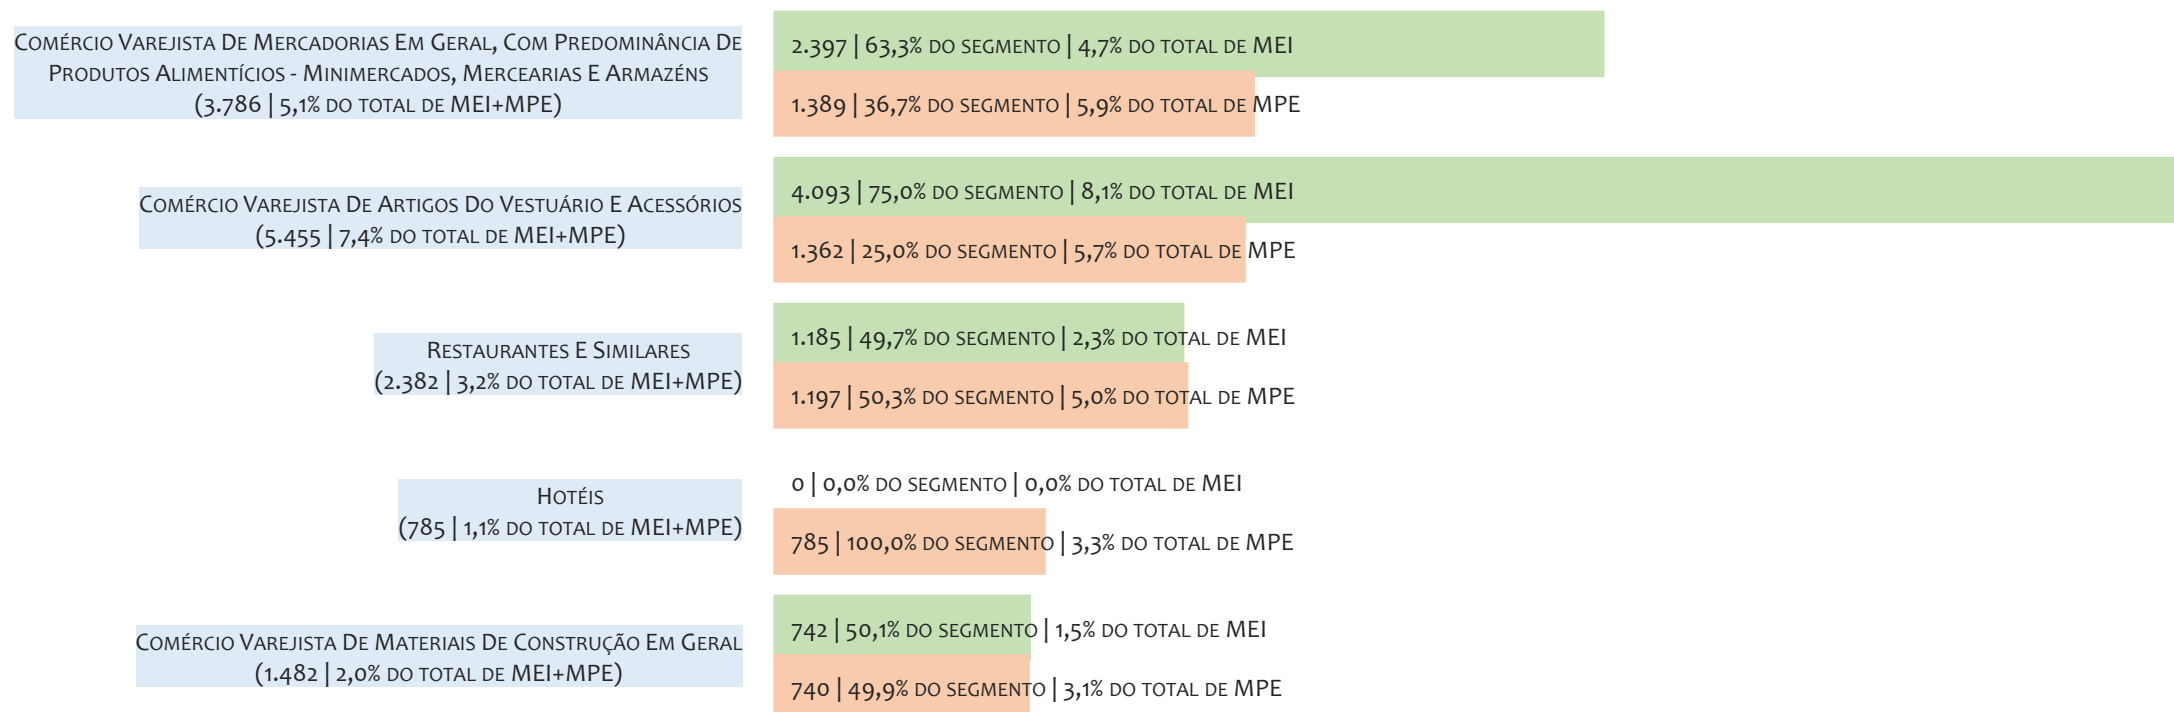 Comércio Varejista De Mercadorias Em Geral, Com Predominância De
Produtos Alimentícios - Minimercados, Mercearias E Armazéns
(3.786 | 5,1% do total de MEI+MPE)
2.397 | 63,3% do segmento | 4,7% do total de MEI
1.389 | 36,7% do segmento | 5,9% do total de MPE
Comércio Varejista De Artigos Do Vestuário E Acessórios
(5.455 | 7,4% do total de MEI+MPE)
4.093 | 75,0% do segmento | 8,1% do total de MEI
1.362 | 25,0% do segmento | 5,7% do total de MPE
Restaurantes E Similares
(2.382 | 3,2% do total de MEI+MPE)
1.185 | 49,7% do segmento | 2,3% do total de MEI
1.197 | 50,3% do segmento | 5,0% do total de MPE
Hotéis
(785 | 1,1% do total de MEI+MPE)
0 | 0,0% do segmento | 0,0% do total de MEI
785 | 100,0% do segmento | 3,3% do total de MPE
Comércio Varejista De Materiais De Construção Em Geral
(1.482 | 2,0% do total de MEI+MPE)
742 | 50,1% do segmento | 1,5% do total de MEI
740 | 49,9% do segmento | 3,1% do total de MPE